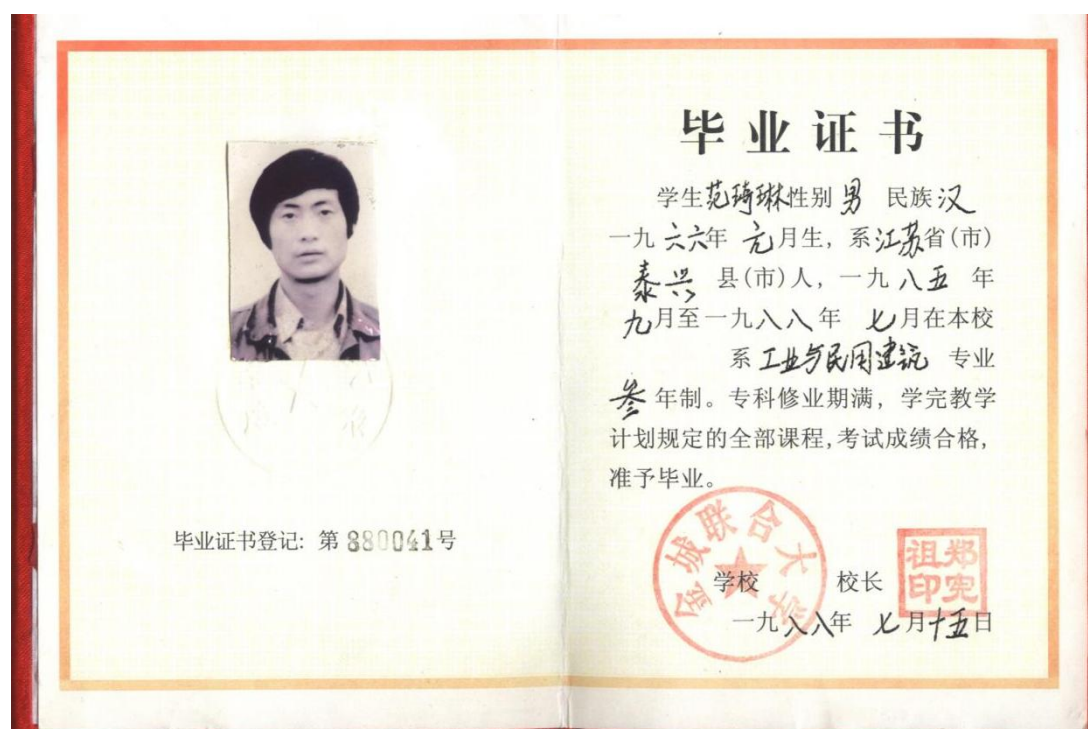 毕业证书登记: 第880041号
毕业证书
学生范琦琳性别 男 民族 汉
一九六六年 元月生, 系江苏省(市)
泰兴 县(市)人, 一九八五 年
九月至一九八八年 七月在本校
系 工业与民用建筑 专业
叁年制。专科修业期满, 学完教学
计划规定的全部课程, 考试成绩合格,
准予毕业。
金城联合大学
学校 校长 郑宪祖印
一九八八年 七月十五日